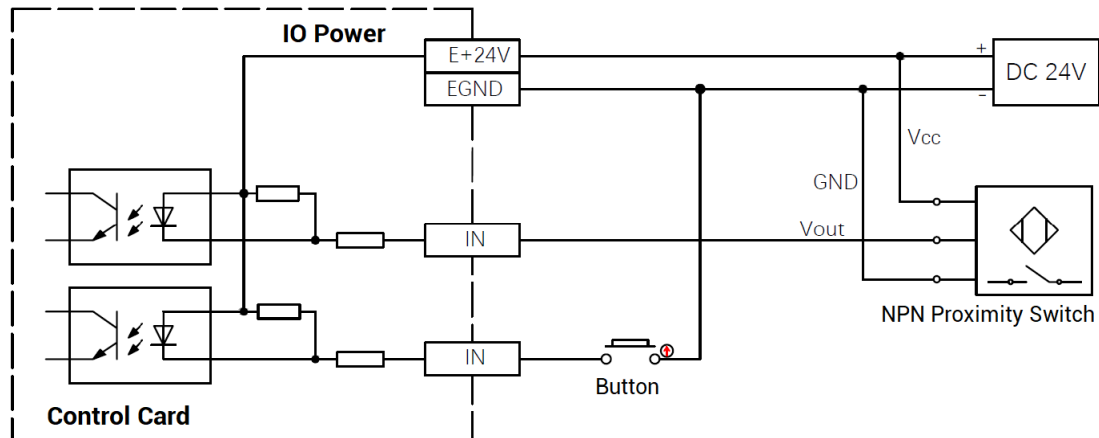 IO Power
E+24V
EGND
+
-
DC 24V
Vcc
GND
IN
Vout
NPN Proximity Switch
IN
Button
Control Card